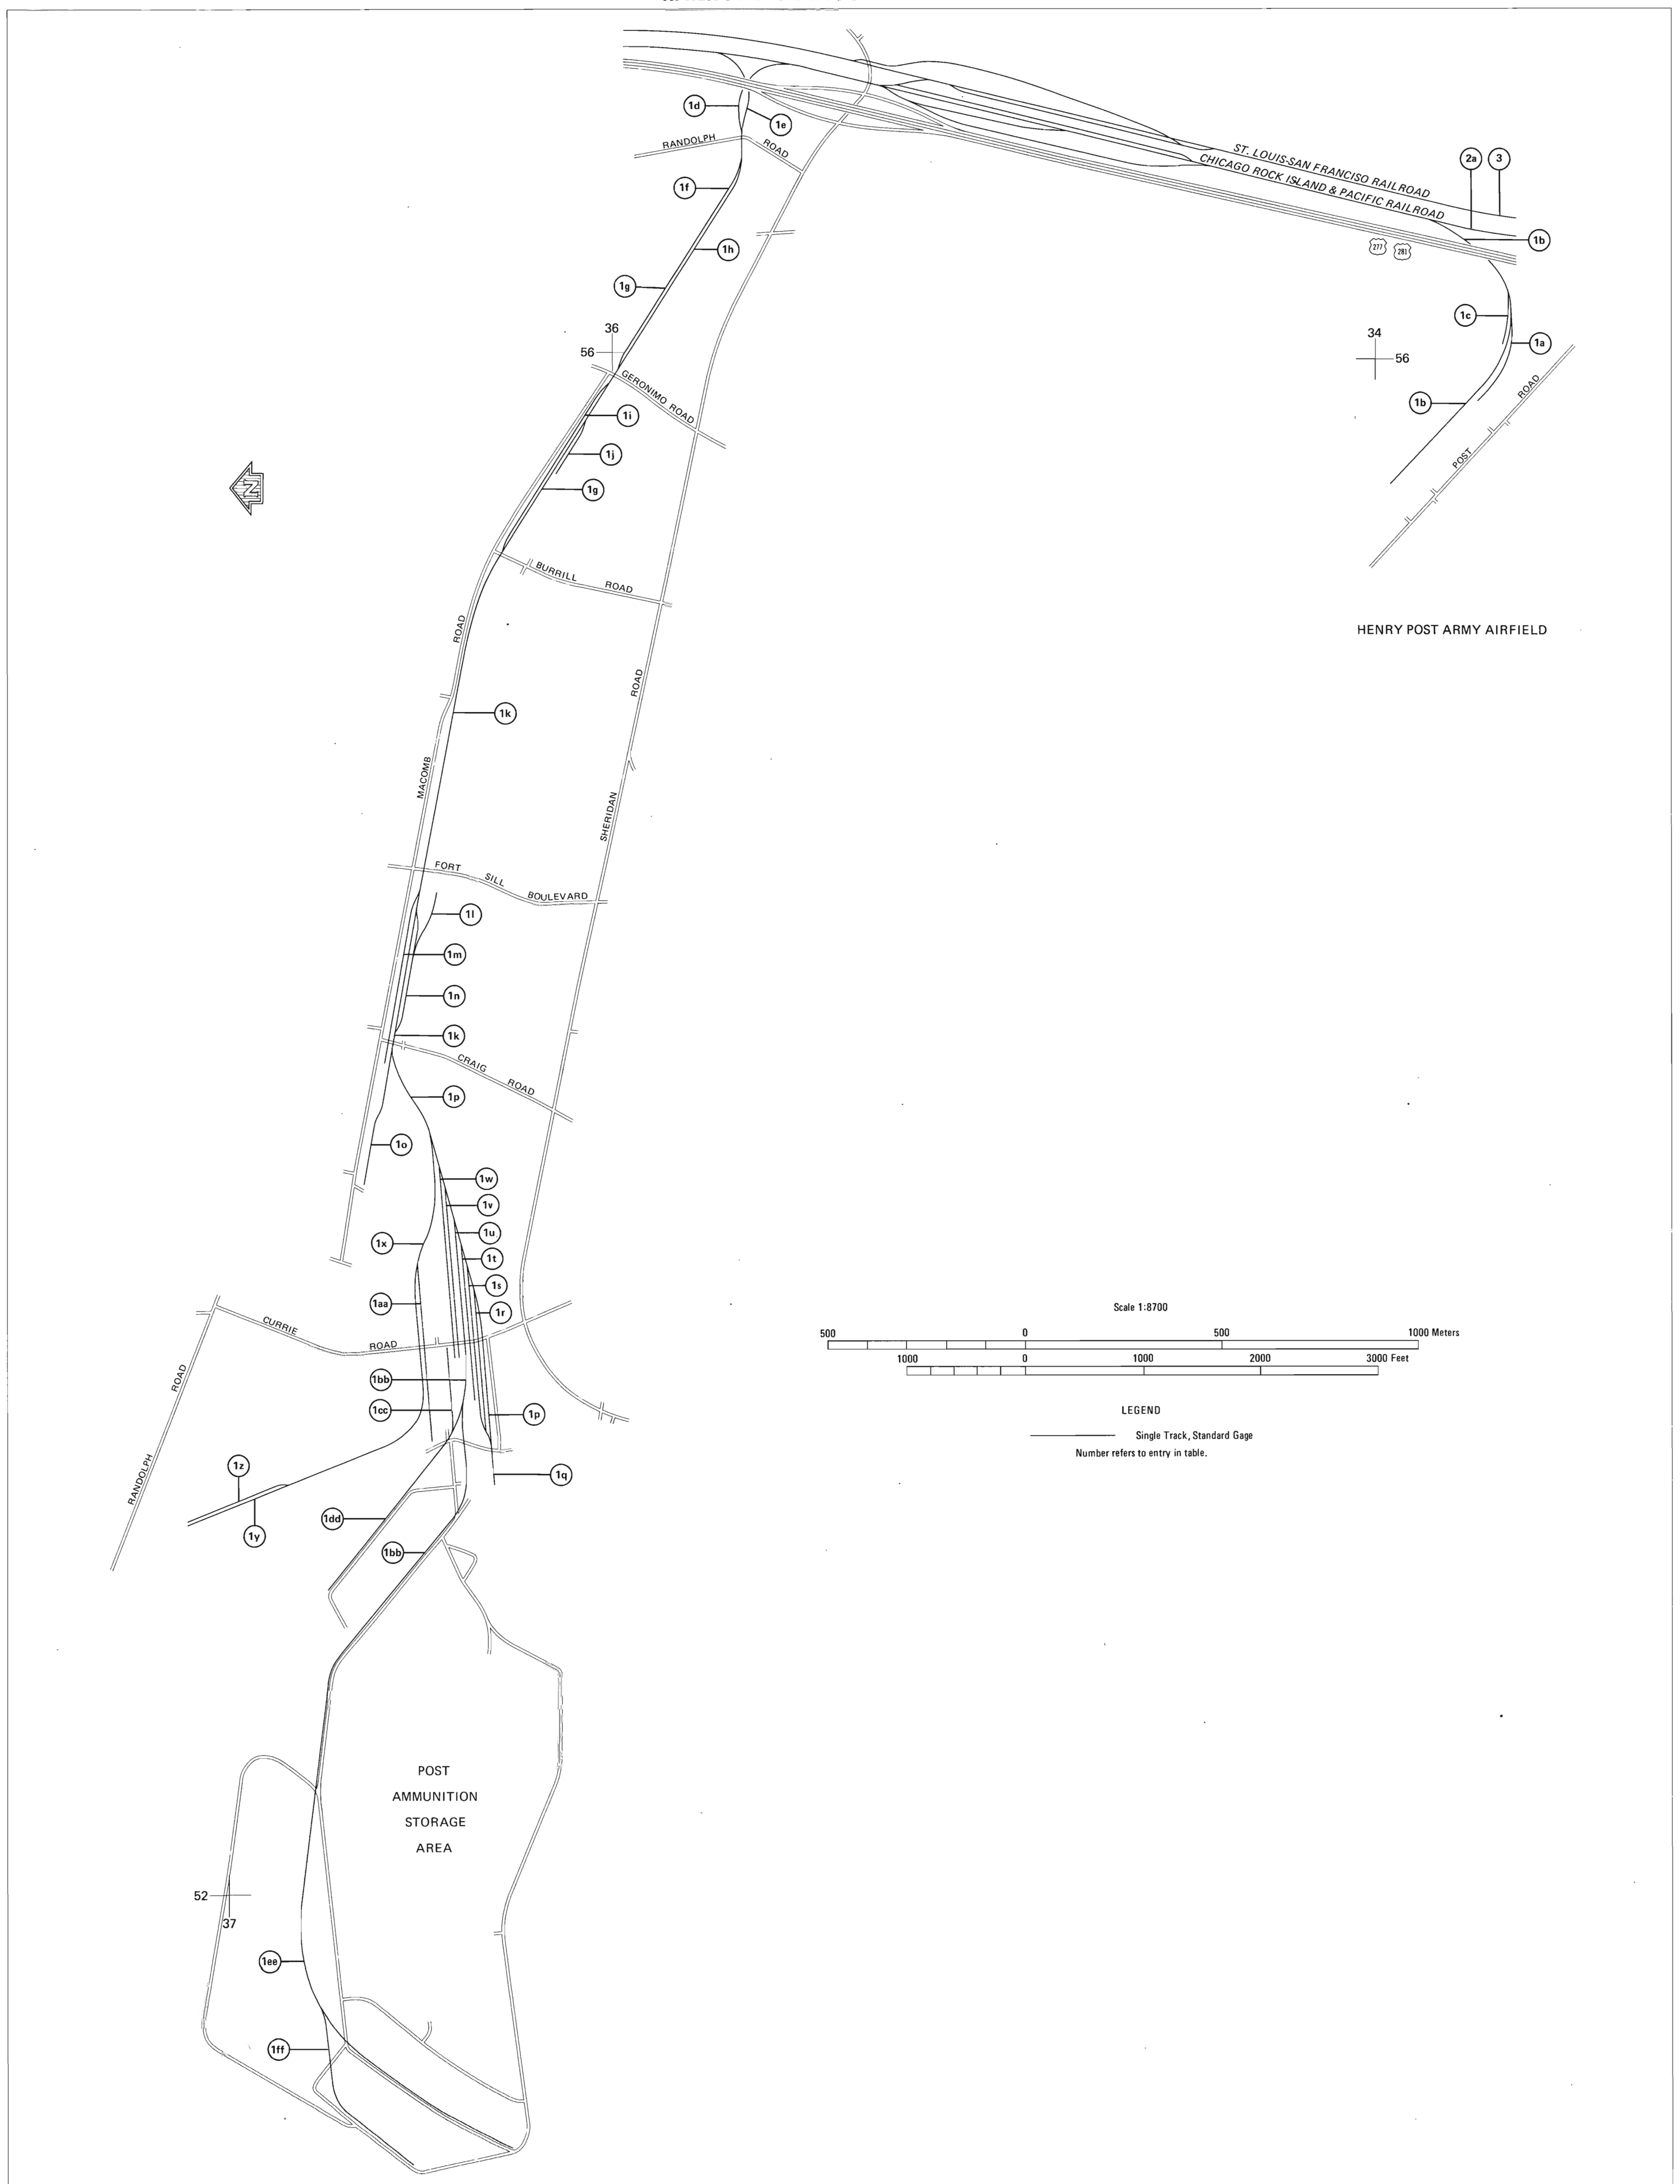 1d
1e
RANDOLPH ROAD
ST. LOUIS-SAN FRANCISO RAILROAD
CHICAGO ROCK ISLAND & PACIFIC RAILROAD
2a
3
1f
1b
277
281
1h
1g
1c
36
56
34
56
1a
GERONIMO ROAD
1b
POST ROAD
1i
1j
N
1g
BURRILL ROAD
HENRY POST ARMY AIRFIELD
MACOMB ROAD
SHERIDAN ROAD
1k
FORT SILL BOULEVARD
1l
1m
1n
1k
CRAIG ROAD
1p
1o
1w
1v
1u
1x
1t
1s
1aa
1r
Scale 1:8700
500 0 500 1000 Meters
1000 0 1000 2000 3000 Feet
CURRIE ROAD
RANDOLPH ROAD
1bb
1cc
1p
LEGEND
Single Track, Standard Gage
Number refers to entry in table.
1z
1q
1y
1dd
1bb
POST
AMMUNITION
STORAGE
AREA
52
37
1ee
1ff